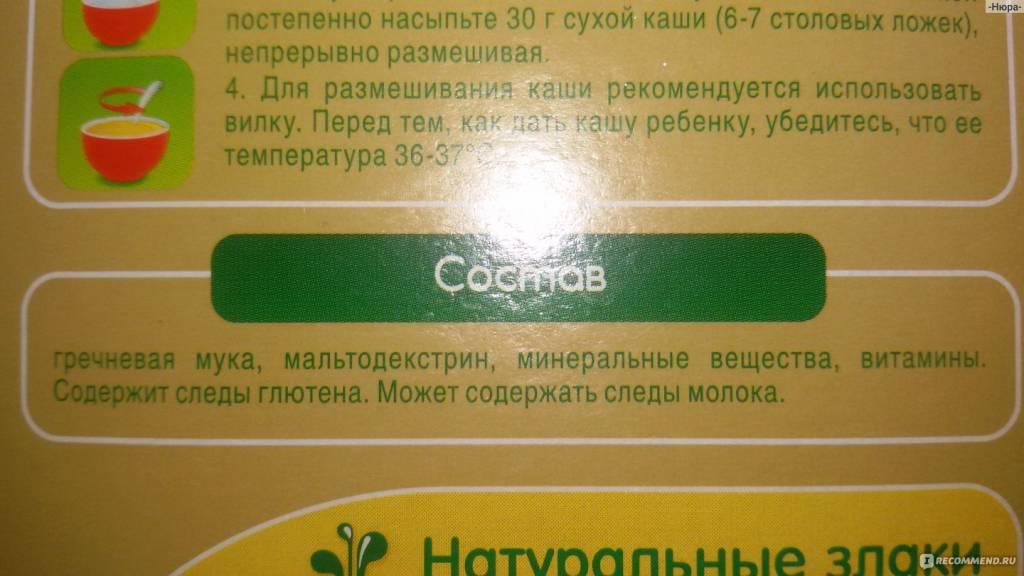 -Нюра-
постепенно насыпьте 30 г сухой каши (6-7 столовых ложек),
непрерывно размешивая.
4. Для размешивания каши рекомендуется использовать
вилку. Перед тем, как дать кашу ребенку, убедитесь, что ее
температура 36-37°C
Состав
гречневая мука, мальтодекстрин, минеральные вещества, витамины.
Содержит следы глютена. Может содержать следы молока.
Натуральные злаки
RECOMMEND.RU